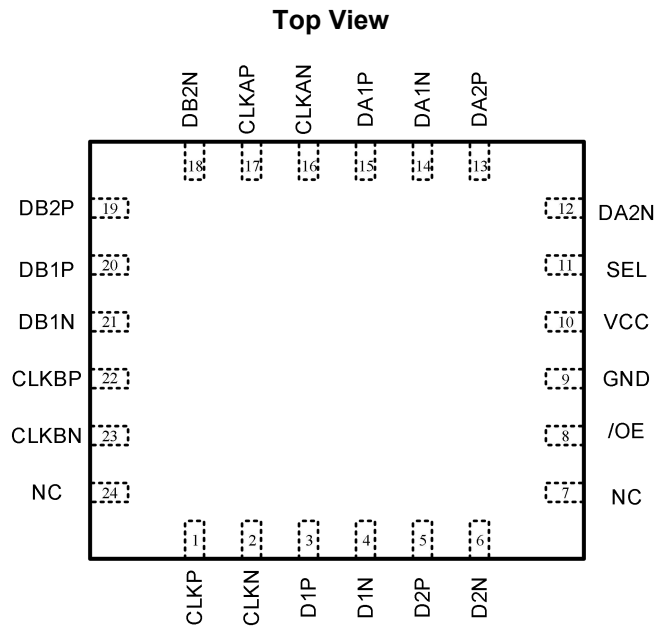 Top View
DB2N CLKAP CLKAN DA1P DA1N DA2P
18 17 16 15 14 13
DB2P 19 12 DA2N
DB1P 20 11 SEL
DB1N 21 10 VCC
CLKBP 22 9 GND
CLKBN 23 8 /OE
NC 24 7 NC
1 2 3 4 5 6
CLKP CLKN D1P D1N D2P D2N